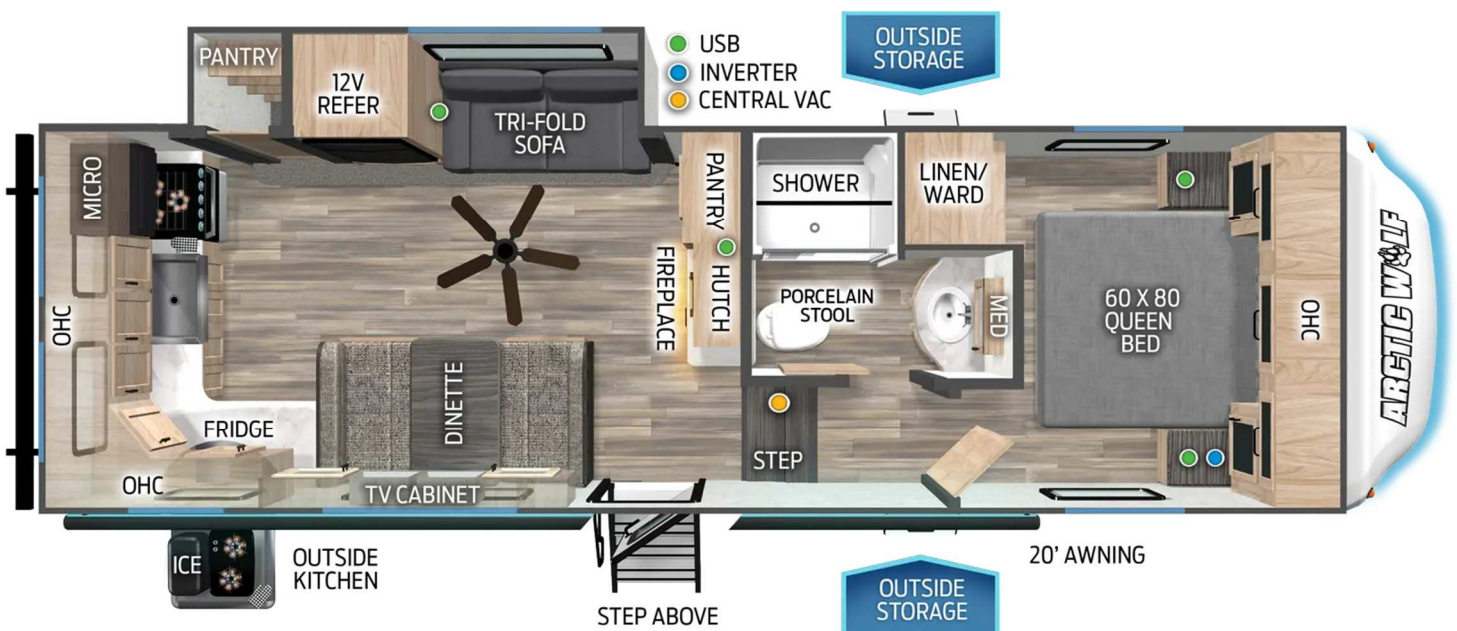 PANTRY
12V
REFER
TRI-FOLD
SOFA
USB
INVERTER
CENTRAL VAC
OUTSIDE
STORAGE
MICRO
PANTRY
HUTCH
FIREPLACE
SHOWER
LINEN/
WARD
PORCELAIN
STOOL
MED
60 X 80
QUEEN
BED
OHC
ARCTIC WOLF
OHC
DINETTE
FRIDGE
OHC
TV CABINET
STEP
ICE
OUTSIDE
KITCHEN
STEP ABOVE
20' AWNING
OUTSIDE
STORAGE